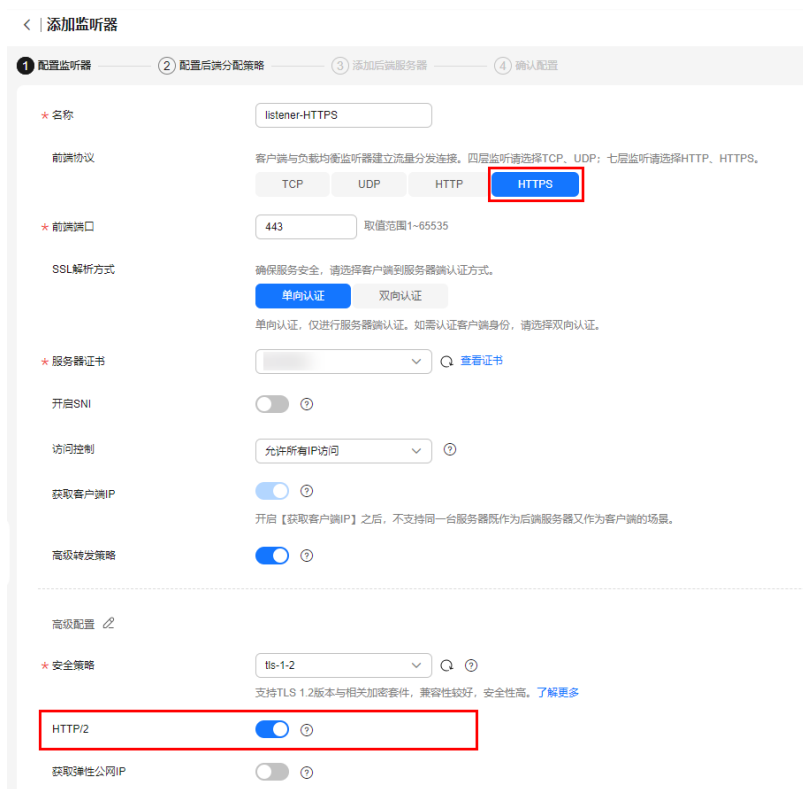 添加监听器
1 配置监听器 2 配置后端分配策略 3 添加后端服务器 4 确认配置
* 名称 listener-HTTPS
前端协议 客户端与负载均衡监听器建立流量分发连接。四层监听请选择TCP、UDP；七层监听请选择HTTP、HTTPS。
TCP UDP HTTP HTTPS
* 前端端口 443 取值范围1~65535
SSL解析方式 确保服务安全，请选择客户端到服务器端认证方式。
单向认证 双向认证
单向认证，仅进行服务器端认证。如需认证客户端身份，请选择双向认证。
* 服务器证书 查看证书
开启SNI
访问控制 允许所有IP访问
获取客户端IP
开启【获取客户端IP】之后，不支持同一台服务器既作为后端服务器又作为客户端的场景。
高级转发策略
高级配置
* 安全策略 tls-1-2
支持TLS 1.2版本与相关加密套件，兼容性较好，安全性高。了解更多
HTTP/2
获取弹性公网IP